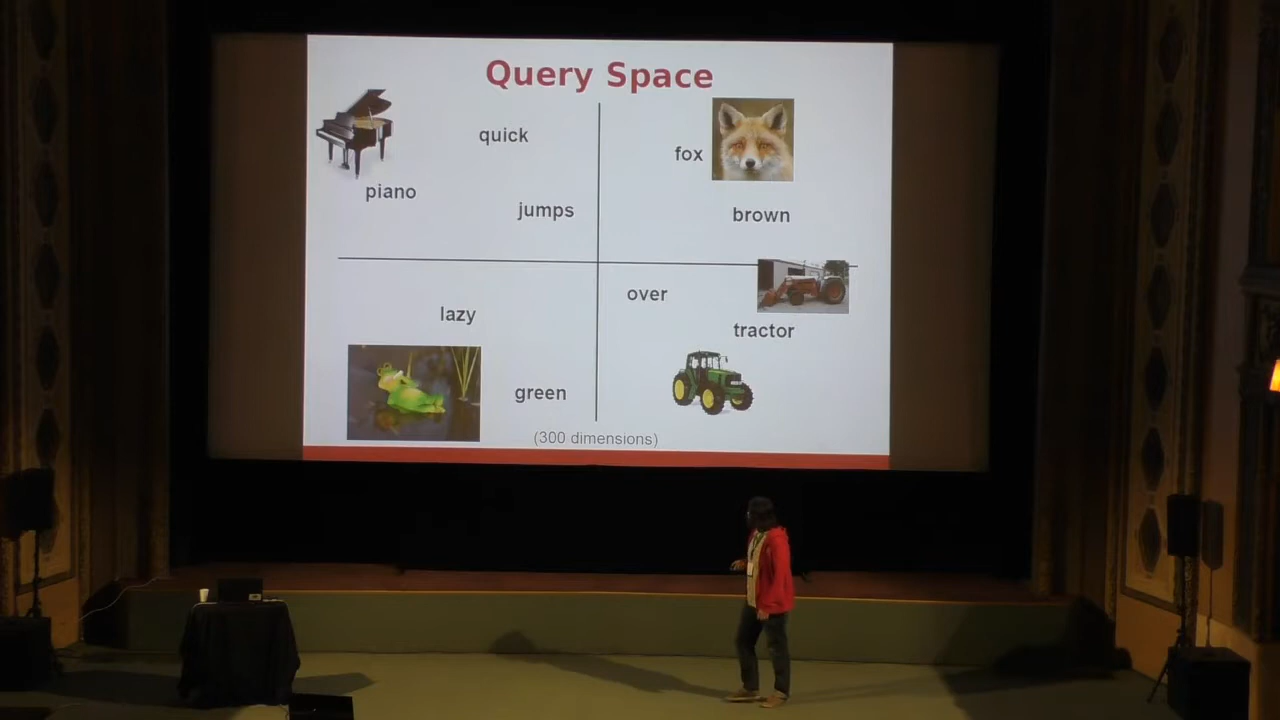 Query Space
quick
fox
piano
jumps
brown
over
lazy
tractor
green
(300 dimensions)